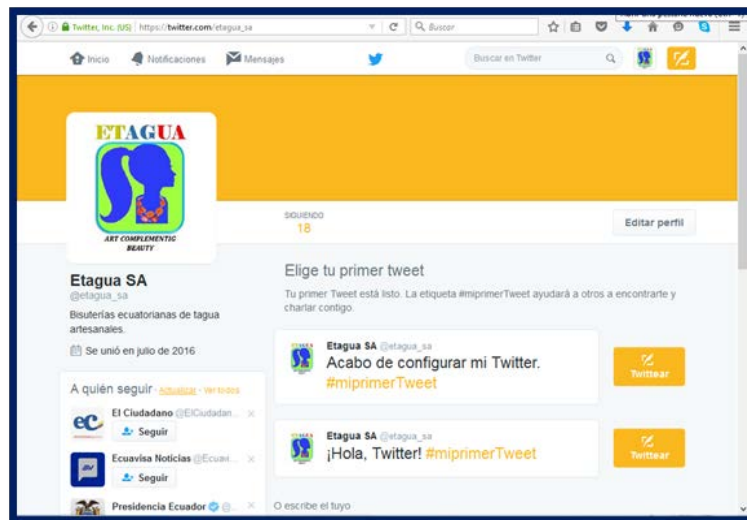 Twitter, Inc. (US) https://twitter.com/etagua_sa
Buscar
Inicio Notificaciones Mensajes
Buscar en Twitter
ETAGUA
ART COMPLEMENTIG
BEAUTY
SIGUIENDO
18
Editar perfil
Etagua SA
@etagua_sa
Bisuterías ecuatorianas de tagua
artesanales.
Se unió en julio de 2016
A quién seguir · Actualizar · Ver todos
El Ciudadano @ElCiudadan...
Seguir
Ecuavisa Noticias @Ecuavi...
Seguir
Presidencia Ecuador @...
Elige tu primer tweet
Tu primer Tweet está listo. La etiqueta #miprimerTweet ayudará a otros a encontrarte y
charlar contigo.
Etagua SA @etagua_sa
Acabo de configurar mi Twitter.
#miprimerTweet
Twittear
Etagua SA @etagua_sa
¡Hola, Twitter! #miprimerTweet
Twittear
O escribe el tuyo